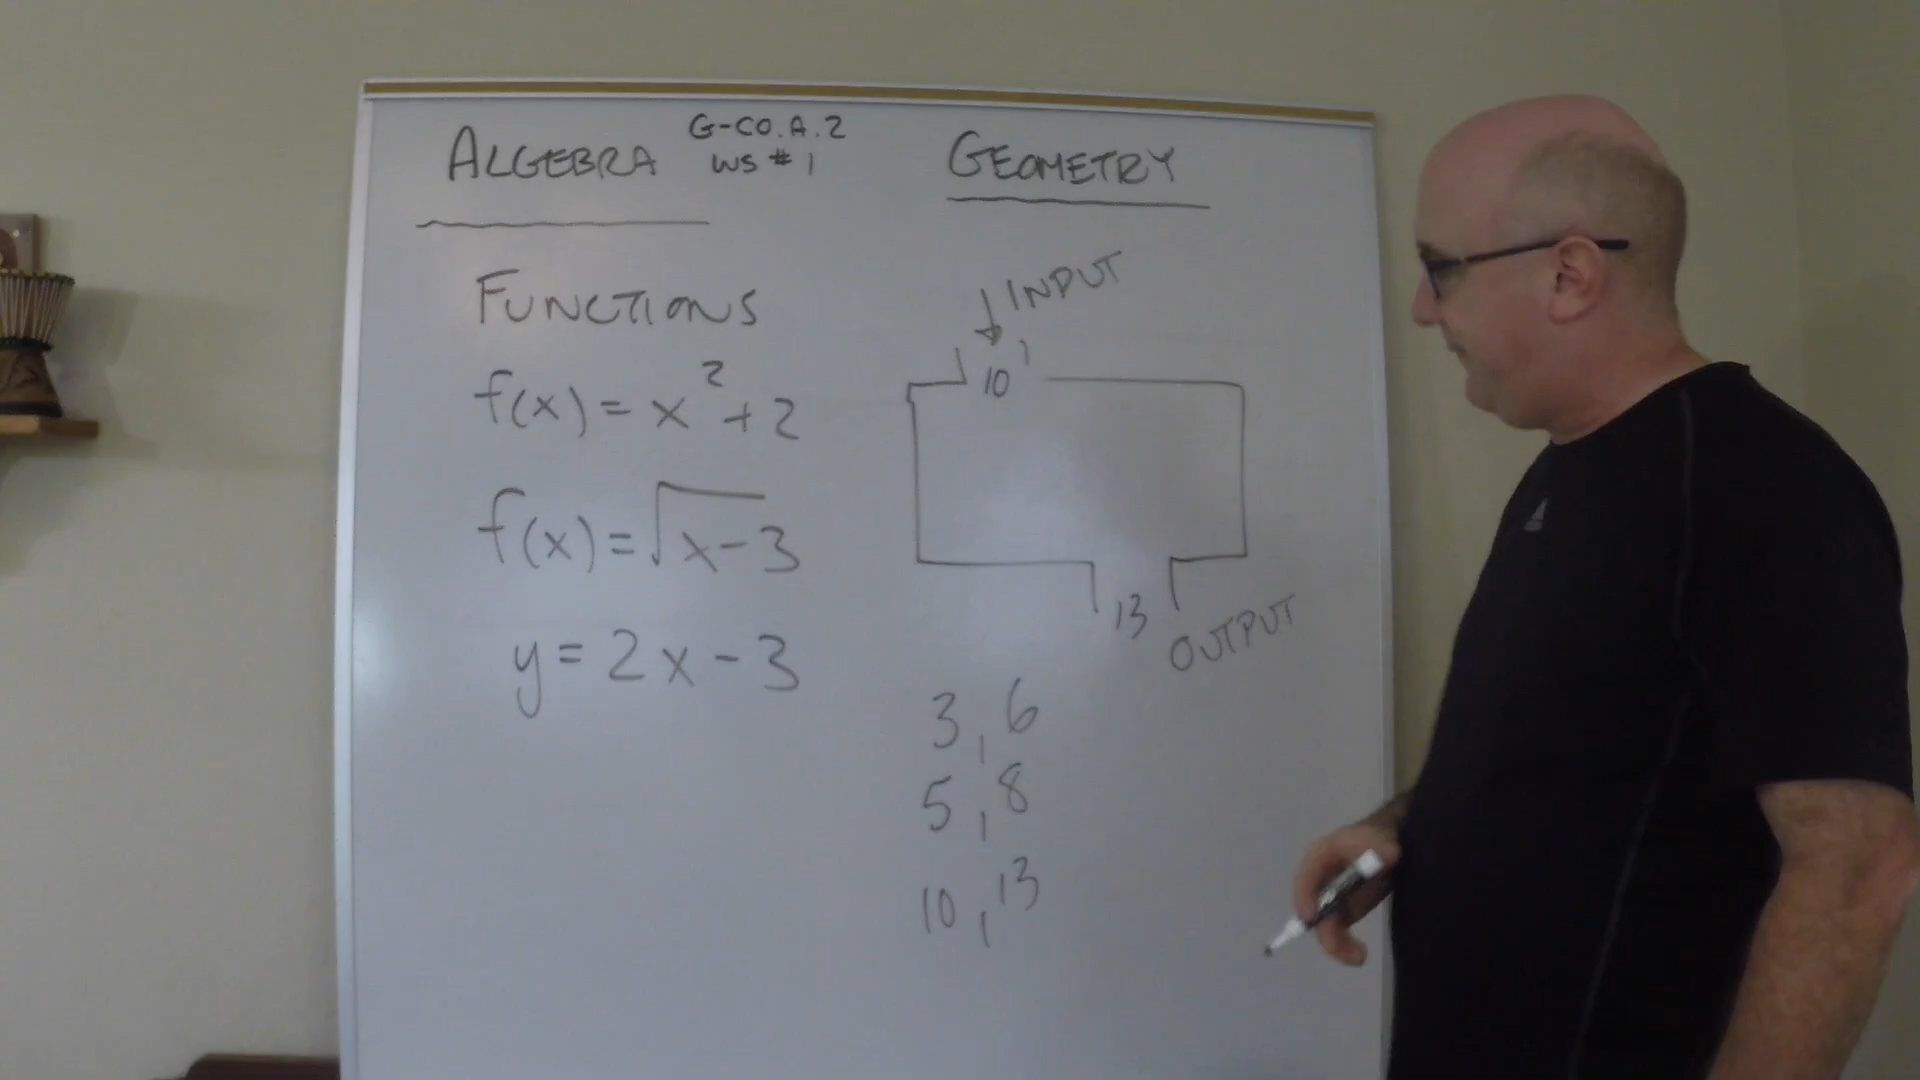 ALGEBRA
G-CO.A.2
WS # 1
GEOMETRY
FUNCTIONS
f(x) = x² + 2
f(x) = √x-3
y = 2x - 3
INPUT
10
13
OUTPUT
3, 6
5, 8
10, 13